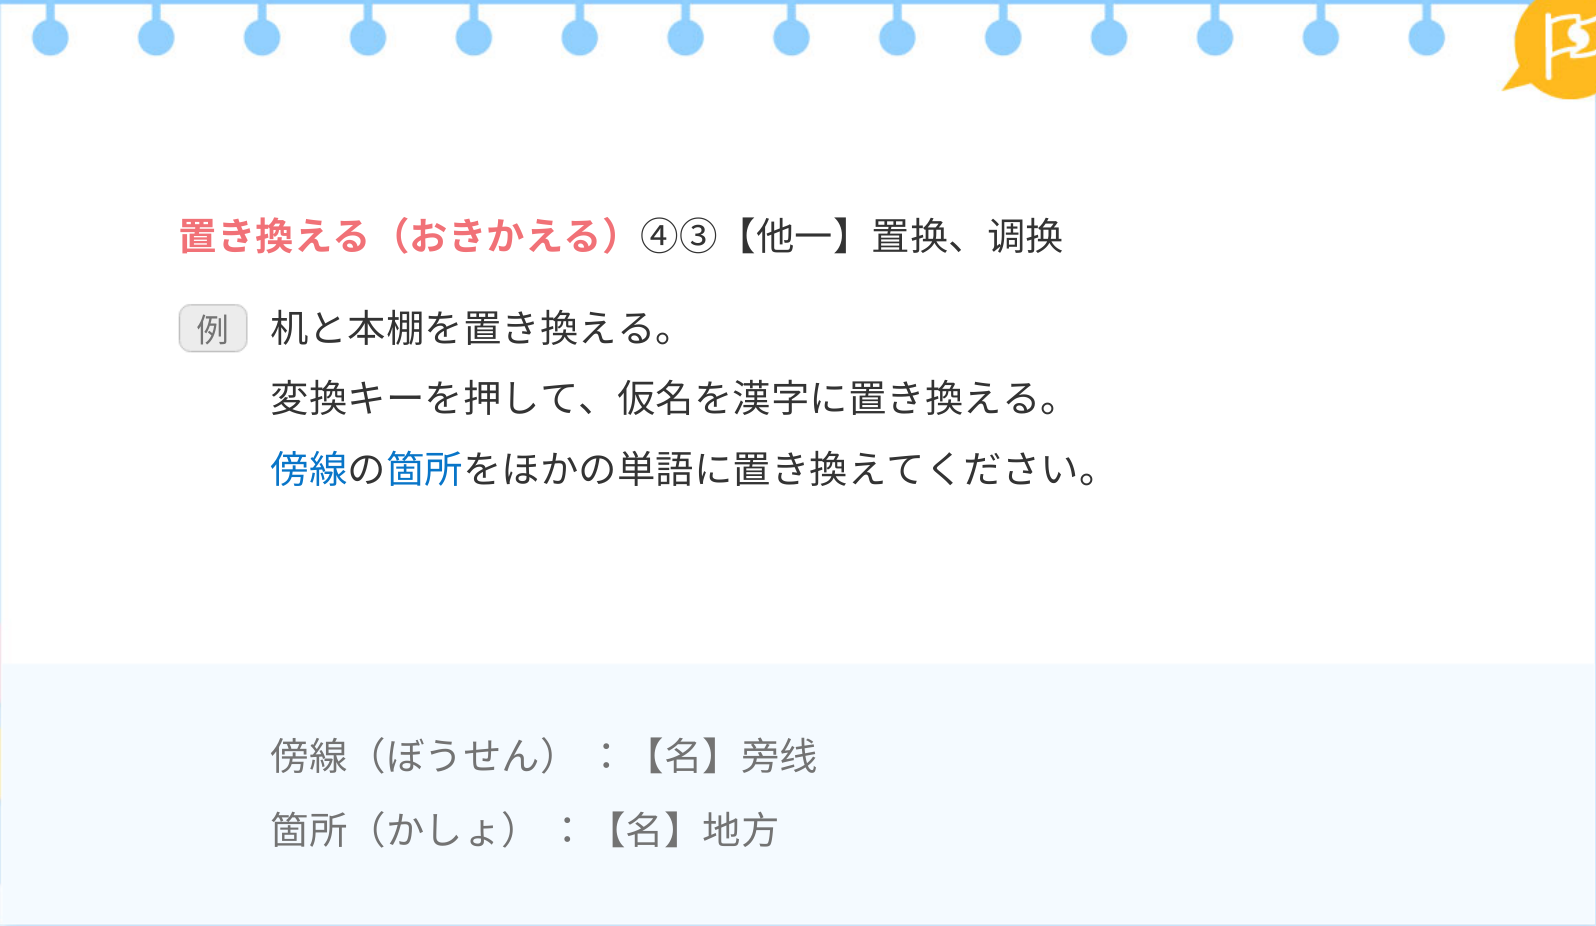 置き換える（おきかえる）④③【他一】置换、调换
例 机と本棚を置き換える。
変換キーを押して、仮名を漢字に置き換える。
傍線の箇所をほかの単語に置き換えてください。
傍線（ぼうせん）：【名】旁线
箇所（かしょ）：【名】地方